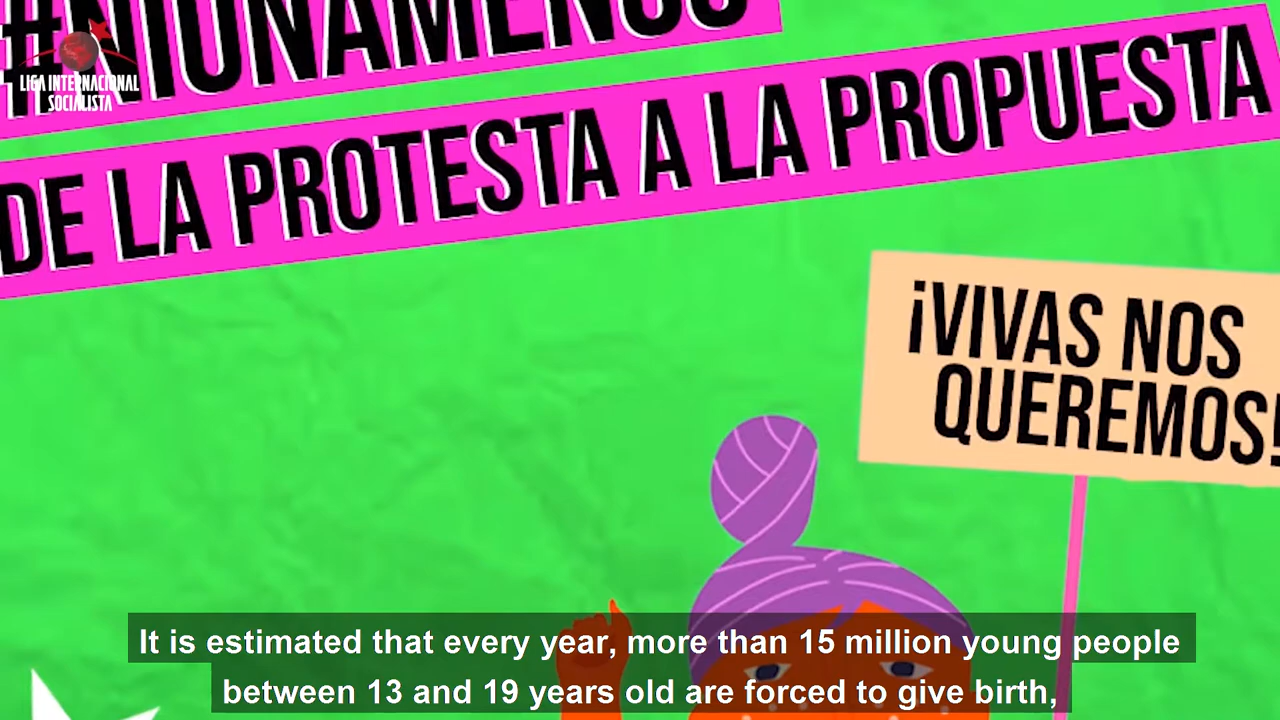 #NIUNAMENOS
LIGA INTERNACIONAL
SOCIALISTA
DE LA PROTESTA A LA PROPUESTA
¡VIVAS NOS
QUEREMOS!
It is estimated that every year, more than 15 million young people
between 13 and 19 years old are forced to give birth,